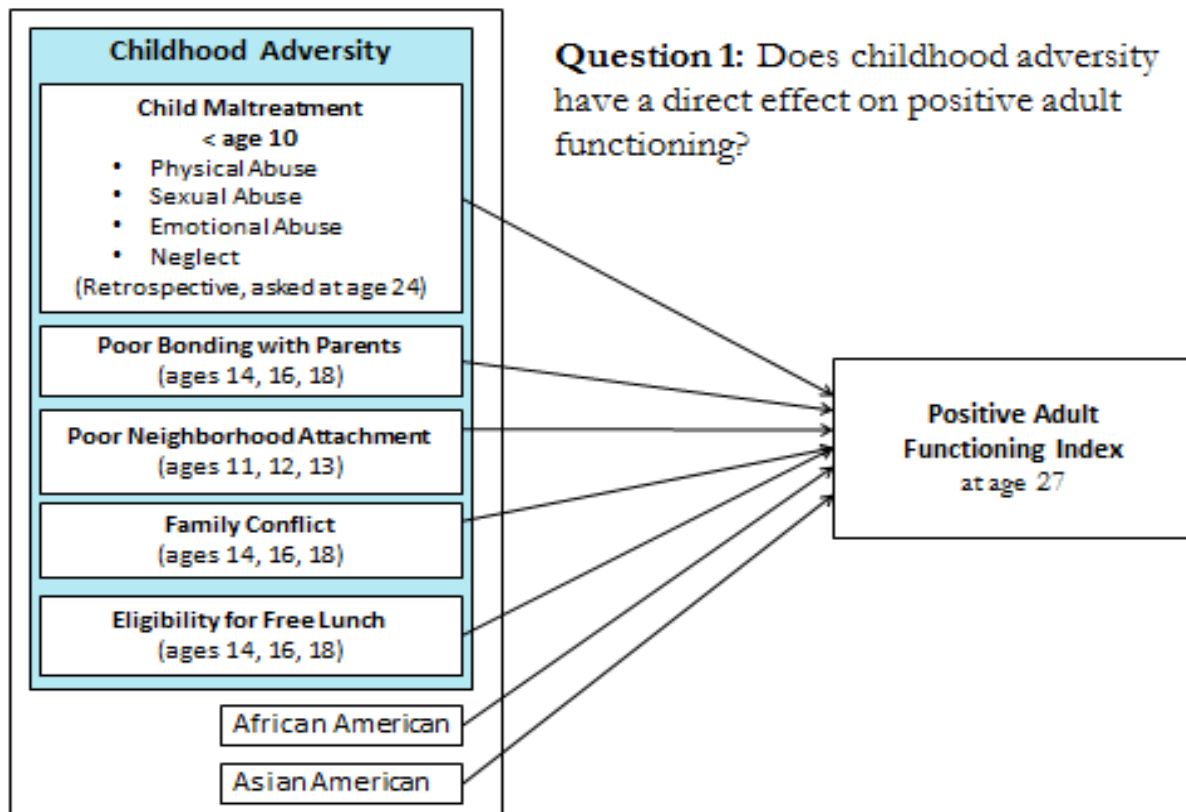 Childhood Adversity
Child Maltreatment
< age 10
• Physical Abuse
• Sexual Abuse
• Emotional Abuse
• Neglect
(Retrospective, asked at age 24)
Poor Bonding with Parents
(ages 14, 16, 18)
Poor Neighborhood Attachment
(ages 11, 12, 13)
Family Conflict
(ages 14, 16, 18)
Eligibility for Free Lunch
(ages 14, 16, 18)
African American
Asian American
Question 1: Does childhood adversity
have a direct effect on positive adult
functioning?
Positive Adult
Functioning Index
at age 27